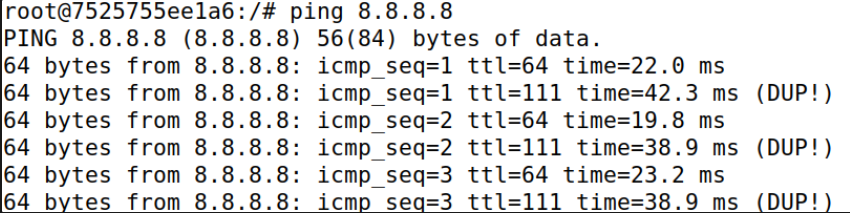 root@7525755ee1a6:/# ping 8.8.8.8
PING 8.8.8.8 (8.8.8.8) 56(84) bytes of data.
64 bytes from 8.8.8.8: icmp_seq=1 ttl=64 time=22.0 ms
64 bytes from 8.8.8.8: icmp_seq=1 ttl=111 time=42.3 ms (DUP!)
64 bytes from 8.8.8.8: icmp_seq=2 ttl=64 time=19.8 ms
64 bytes from 8.8.8.8: icmp_seq=2 ttl=111 time=38.9 ms (DUP!)
64 bytes from 8.8.8.8: icmp_seq=3 ttl=64 time=23.2 ms
64 bytes from 8.8.8.8: icmp_seq=3 ttl=111 time=38.9 ms (DUP!)